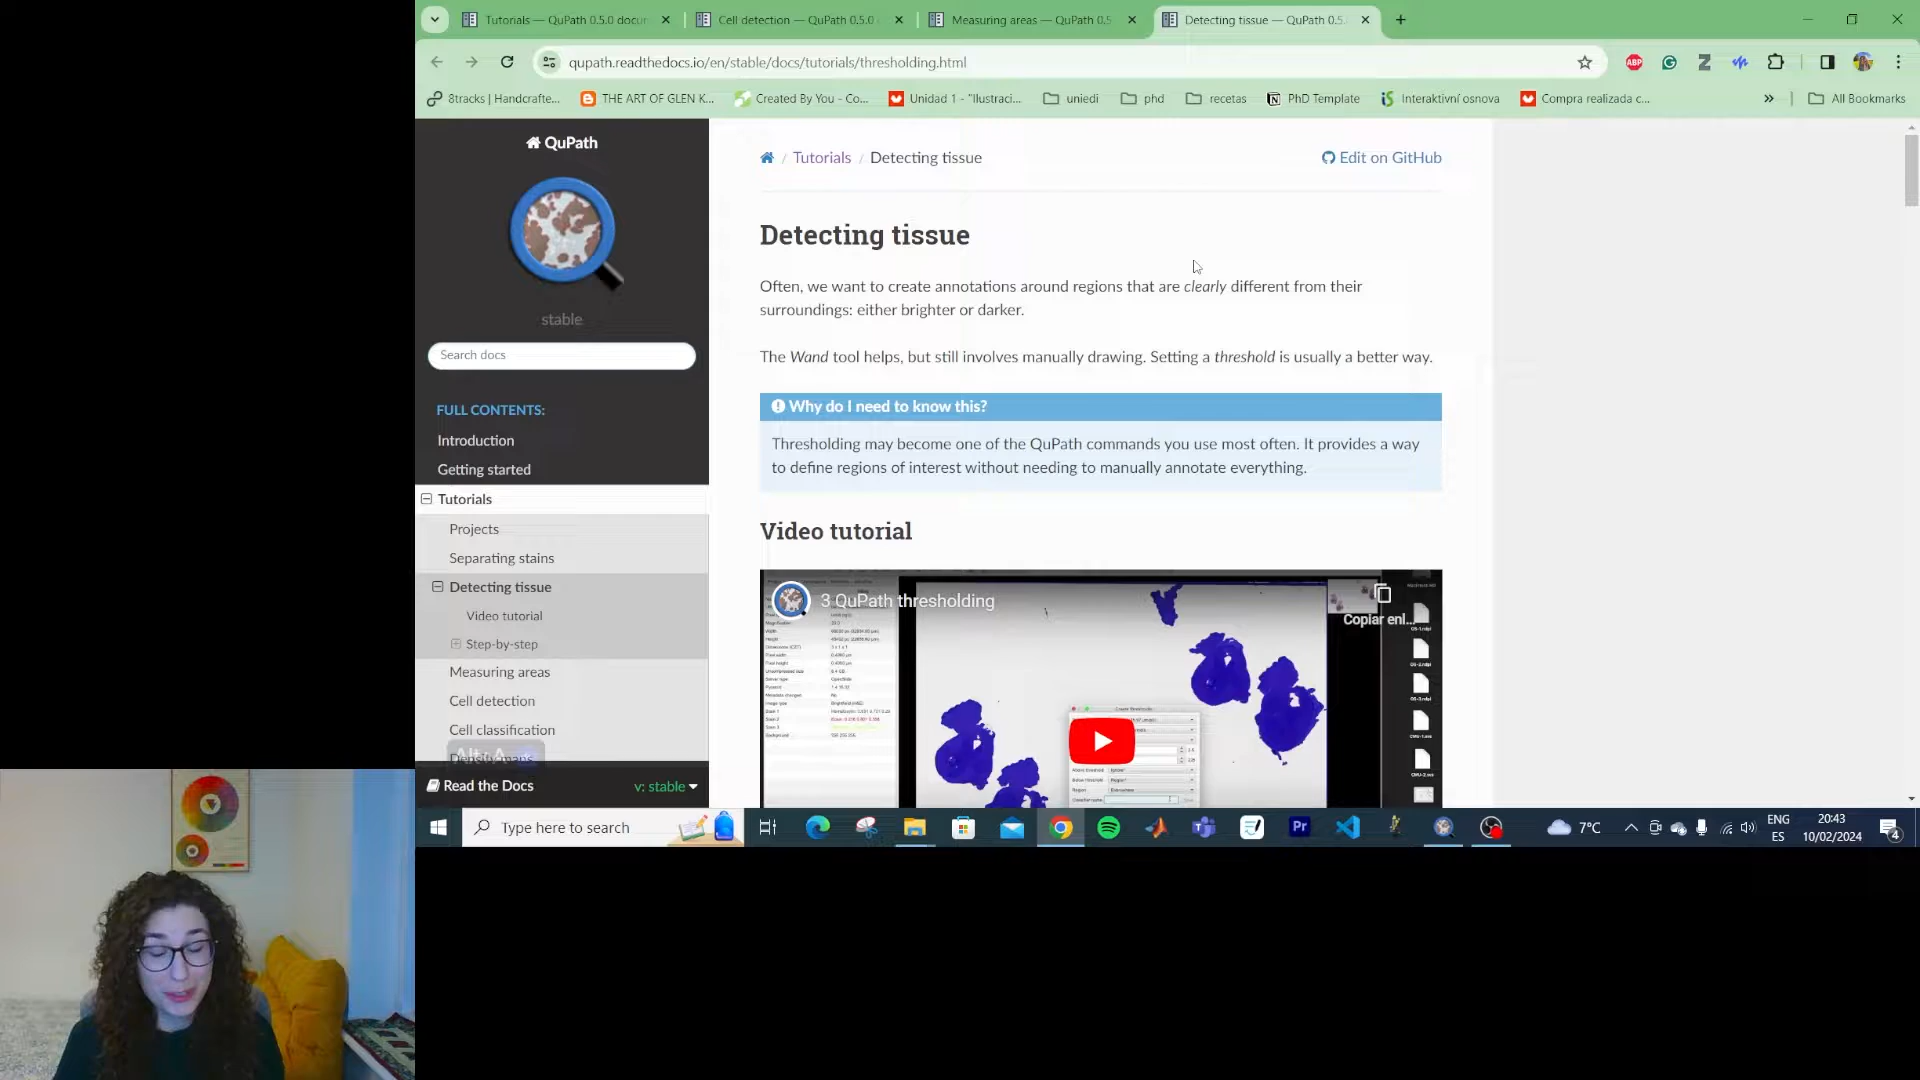 Tutorials — QuPath 0.5.0 docum
Cell detection — QuPath 0.5.0
Measuring areas — QuPath 0.5
Detecting tissue — QuPath 0.5.
qupath.readthedocs.io/en/stable/docs/tutorials/thresholding.html
ABP
8tracks | Handcrafte...
THE ART OF GLEN K...
Created By You - Co...
Unidad 1 - "Ilustraci...
uniedi
phd
recetas
PhD Template
Interaktivní osnova
Compra realizada c...
All Bookmarks
QuPath
stable
Search docs
FULL CONTENTS:
Introduction
Getting started
Tutorials
Projects
Separating stains
Detecting tissue
Video tutorial
Step-by-step
Measuring areas
Cell detection
Cell classification
Density maps
Alt+A
Read the Docs
v: stable
/ Tutorials / Detecting tissue
Edit on GitHub
Detecting tissue
Often, we want to create annotations around regions that are clearly different from their
surroundings: either brighter or darker.
The Wand tool helps, but still involves manually drawing. Setting a threshold is usually a better way.
Why do I need to know this?
Thresholding may become one of the QuPath commands you use most often. It provides a way
to define regions of interest without needing to manually annotate everything.
Video tutorial
3 QuPath thresholding
Copiar enl...
Type here to search
Pr
7°C
ENG
ES
20:43
10/02/2024
4